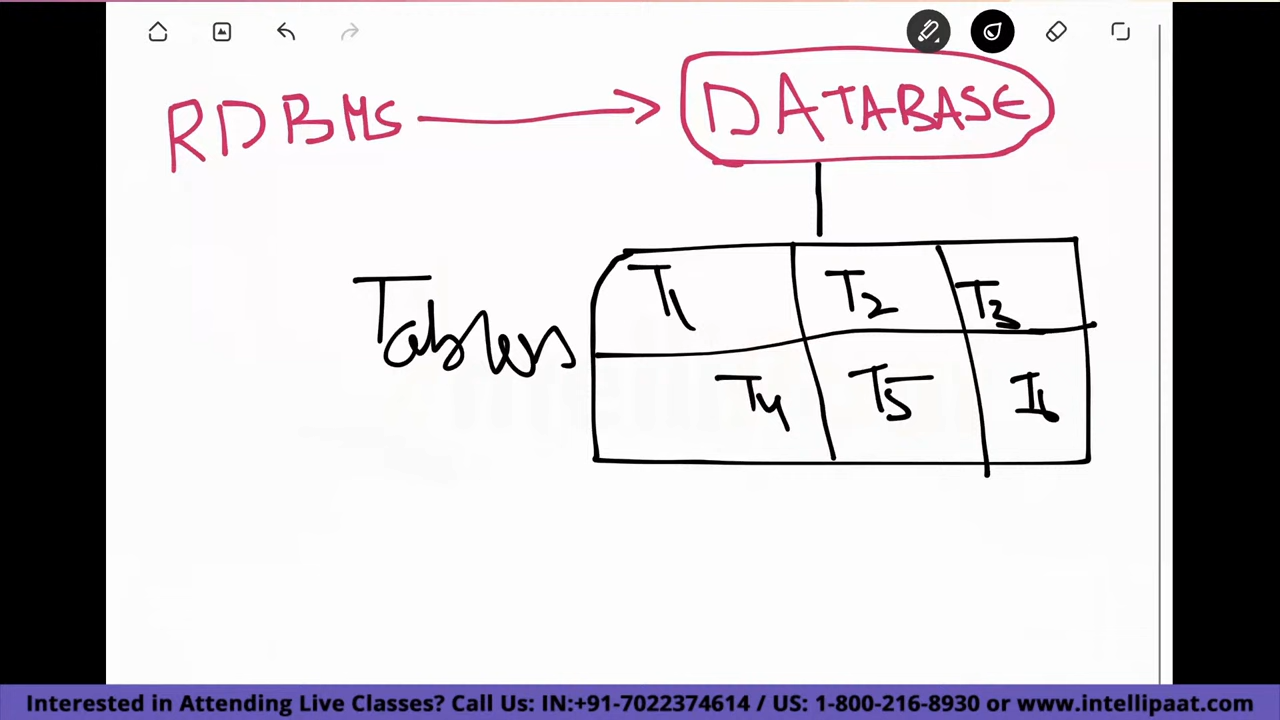 RDBMS DATABASE
Tables
T1 T2 T3
T4 T5 T6
Interested in Attending Live Classes? Call Us: IN:+91-7022374614 / US: 1-800-216-8930 or www.intellipaat.com